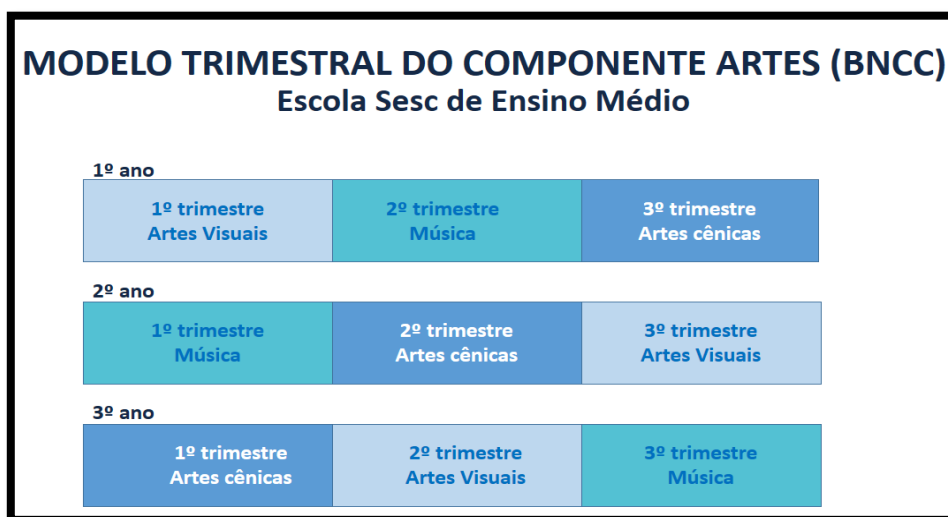 MODELO TRIMESTRAL DO COMPONENTE ARTES (BNCC)
Escola Sesc de Ensino Médio
1º ano
1º trimestre
Artes Visuais
2º trimestre
Música
3º trimestre
Artes cênicas
2º ano
1º trimestre
Música
2º trimestre
Artes cênicas
3º trimestre
Artes Visuais
3º ano
1º trimestre
Artes cênicas
2º trimestre
Artes Visuais
3º trimestre
Música